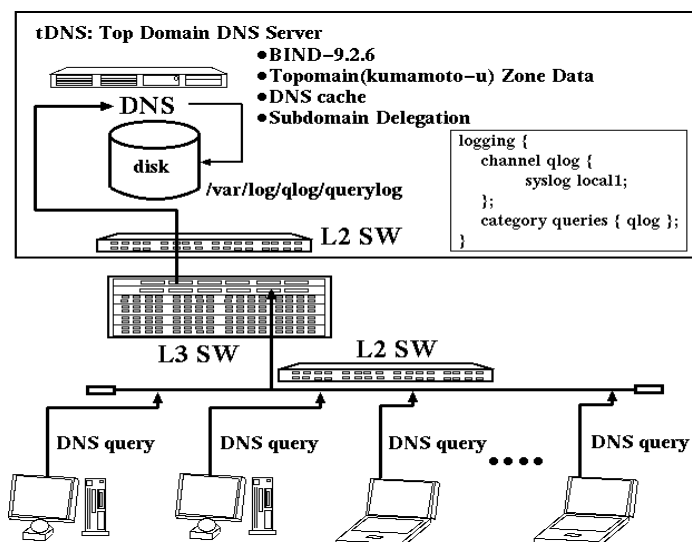 tDNS: Top Domain DNS Server
●BIND-9.2.6
●Topomain(kumamoto-u) Zone Data
●DNS cache
●Subdomain Delegation
DNS
disk
/var/log/qlog/querylog
logging {
channel qlog {
syslog local1;
};
category queries { qlog };
}
L2 SW
L3 SW
L2 SW
DNS query
DNS query
DNS query
DNS query